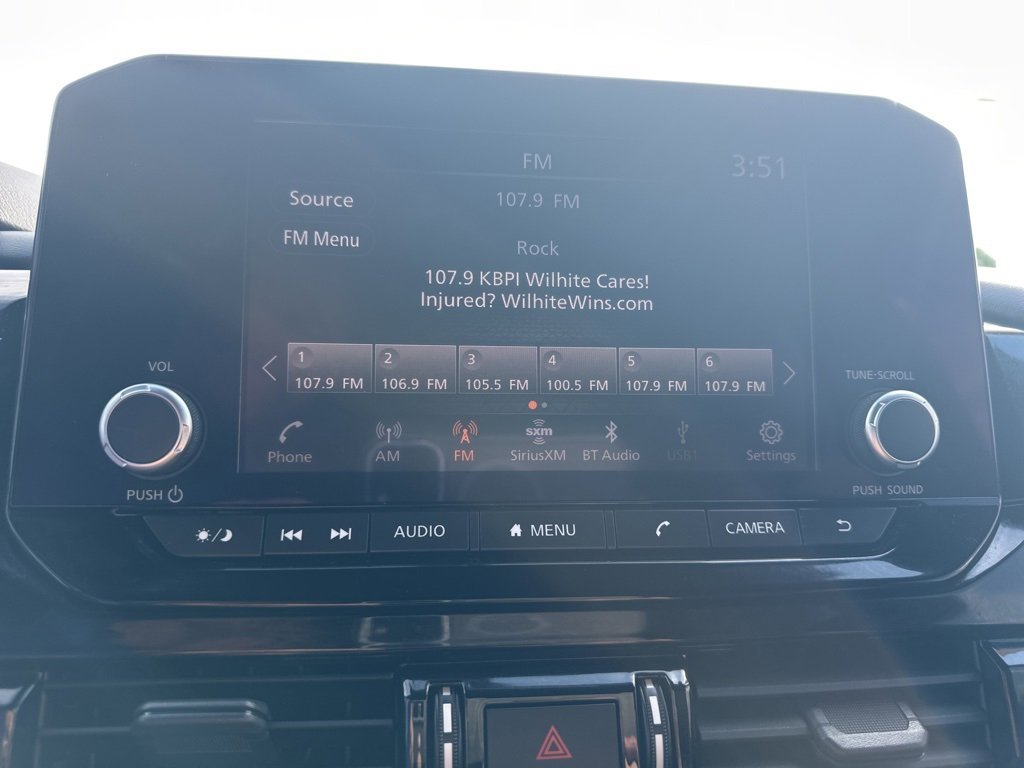 FM
3:51
Source
107.9 FM
FM Menu
Rock
107.9 KBPI Wilhite Cares!
Injured? WilhiteWins.com
1 2 3 4 5 6
107.9 FM 106.9 FM 105.5 FM 100.5 FM 107.9 FM 107.9 FM
VOL
TUNE·SCROLL
sxm
Phone AM FM SiriusXM BT Audio USB1 Settings
PUSH
PUSH SOUND
AUDIO MENU CAMERA